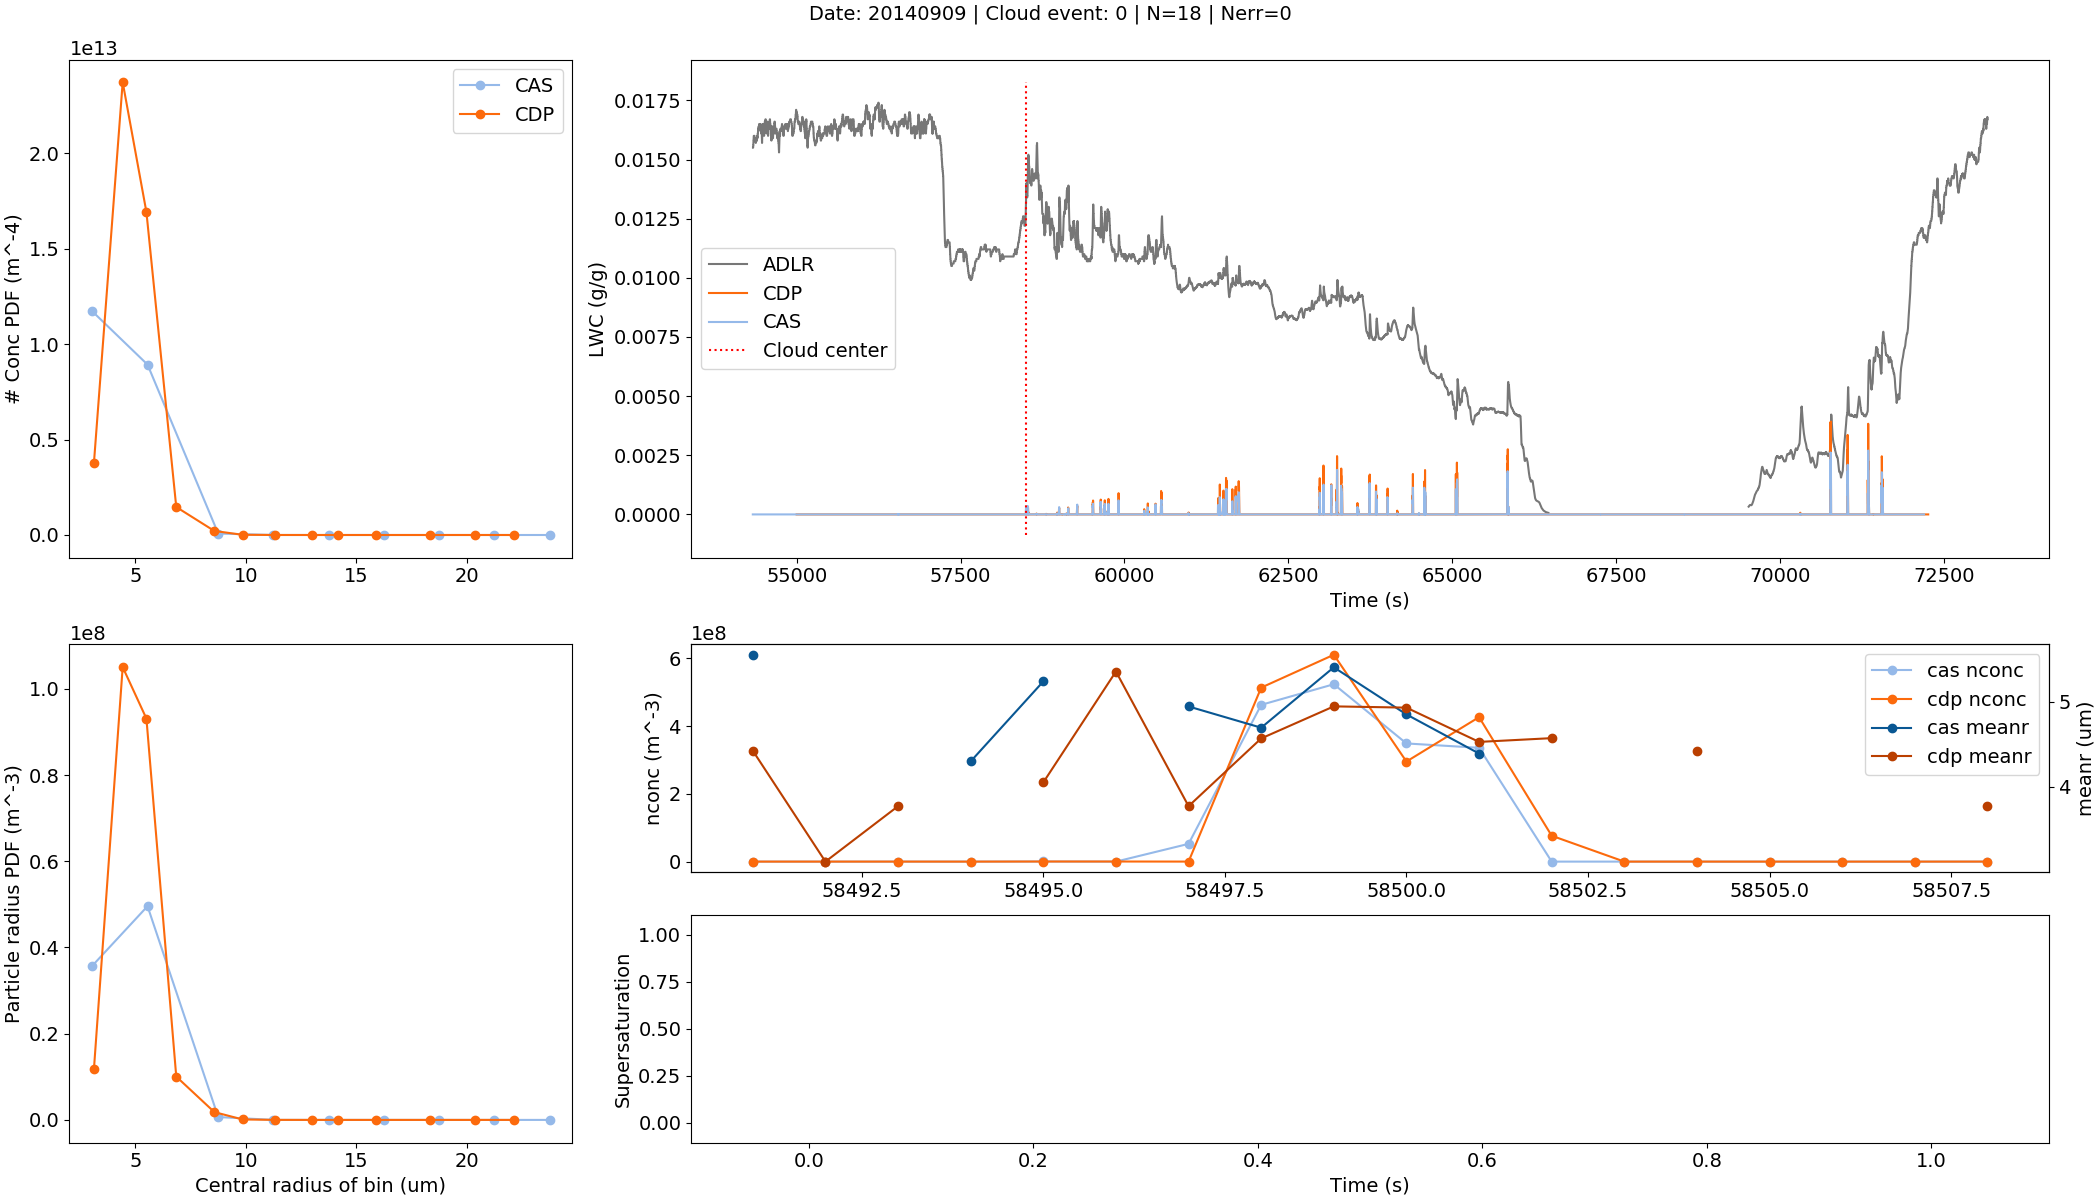 Date: 20140909 | Cloud event: 0 | N=18 | Nerr=0
1e13
# Conc PDF (m^-4)
2.0
1.5
1.0
0.5
0.0
5 10 15 20
CAS
CDP
LWC (g/g)
0.0175
0.0150
0.0125
0.0100
0.0075
0.0050
0.0025
0.0000
ADLR
CDP
CAS
Cloud center
55000 57500 60000 62500 65000 67500 70000 72500
Time (s)
1e8
Particle radius PDF (m^-3)
1.0
0.8
0.6
0.4
0.2
0.0
5 10 15 20
Central radius of bin (um)
1e8
nconc (m^-3)
6
4
2
0
58492.5 58495.0 58497.5 58500.0 58502.5 58505.0 58507.5
cas nconc
cdp nconc
cas meanr
cdp meanr
5
4
meanr (um)
Supersaturation
1.00
0.75
0.50
0.25
0.00
0.0 0.2 0.4 0.6 0.8 1.0
Time (s)